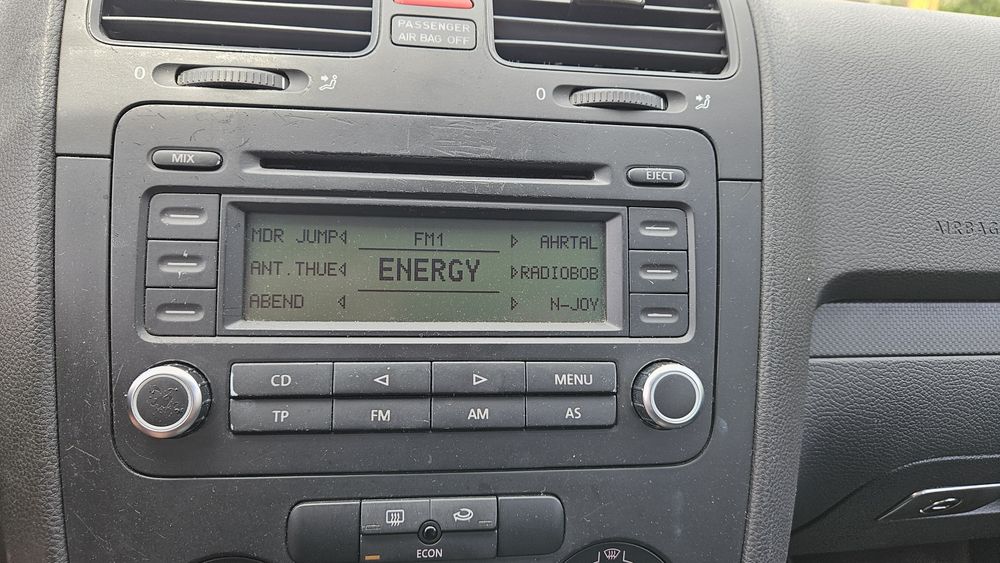 PASSENGER
AIR BAG OFF
0
0
MIX
EJECT
MDR JUMP FM1 AHRTAL
ANT.THUE ENERGY RADIOBOB
ABEND N-JOY
AIRBAG
CD MENU
TP FM AM AS
ECON